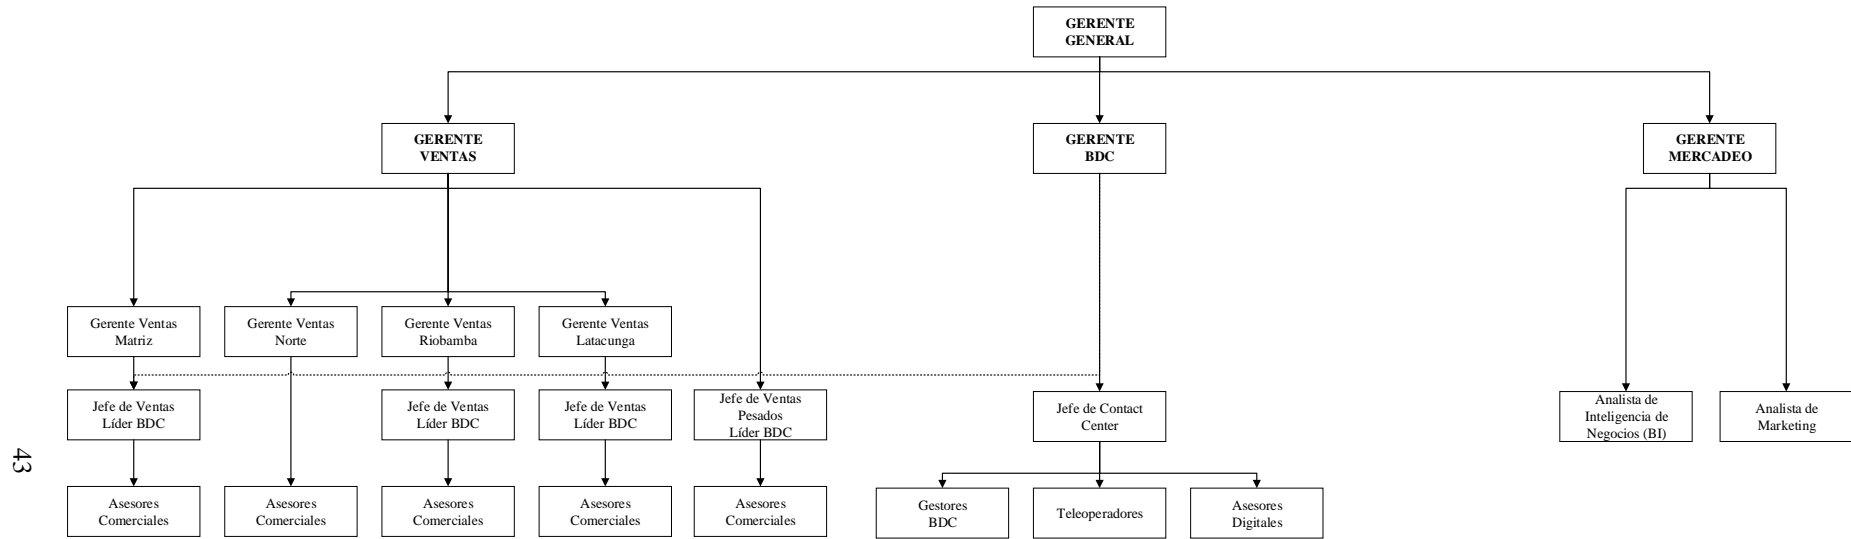 GERENTE
GENERAL
GERENTE
VENTAS
GERENTE
BDC
GERENTE
MERCADEO
Gerente Ventas
Matriz
Gerente Ventas
Norte
Gerente Ventas
Riobamba
Gerente Ventas
Latacunga
Jefe de Ventas
Líder BDC
Jefe de Ventas
Líder BDC
Jefe de Ventas
Líder BDC
Jefe de Ventas
Pesados
Líder BDC
Jefe de Contact
Center
Analista de
Inteligencia de
Negocios (BI)
Analista de
Marketing
Asesores
Comerciales
Asesores
Comerciales
Asesores
Comerciales
Asesores
Comerciales
Asesores
Comerciales
Gestores
BDC
Teleoperadores
Asesores
Digitales
43